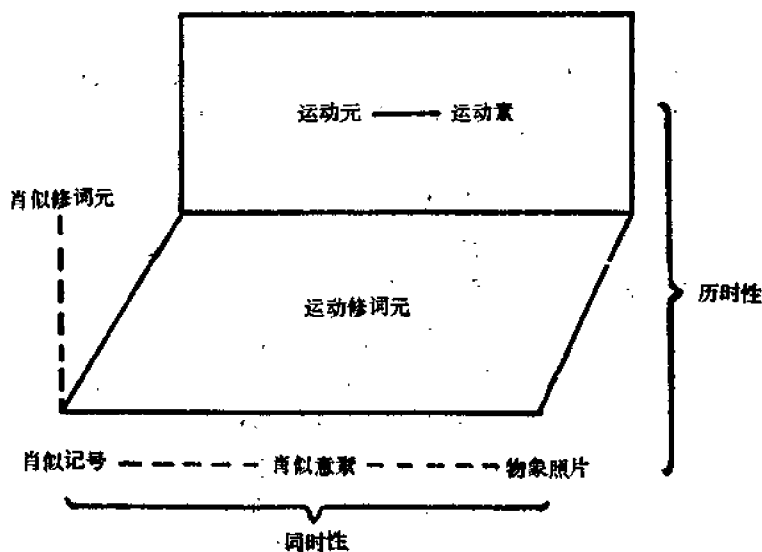 运动元 运动素
肖似修词元
运动修词元
历时性
肖似记号 肖似意素 物象照片
同时性